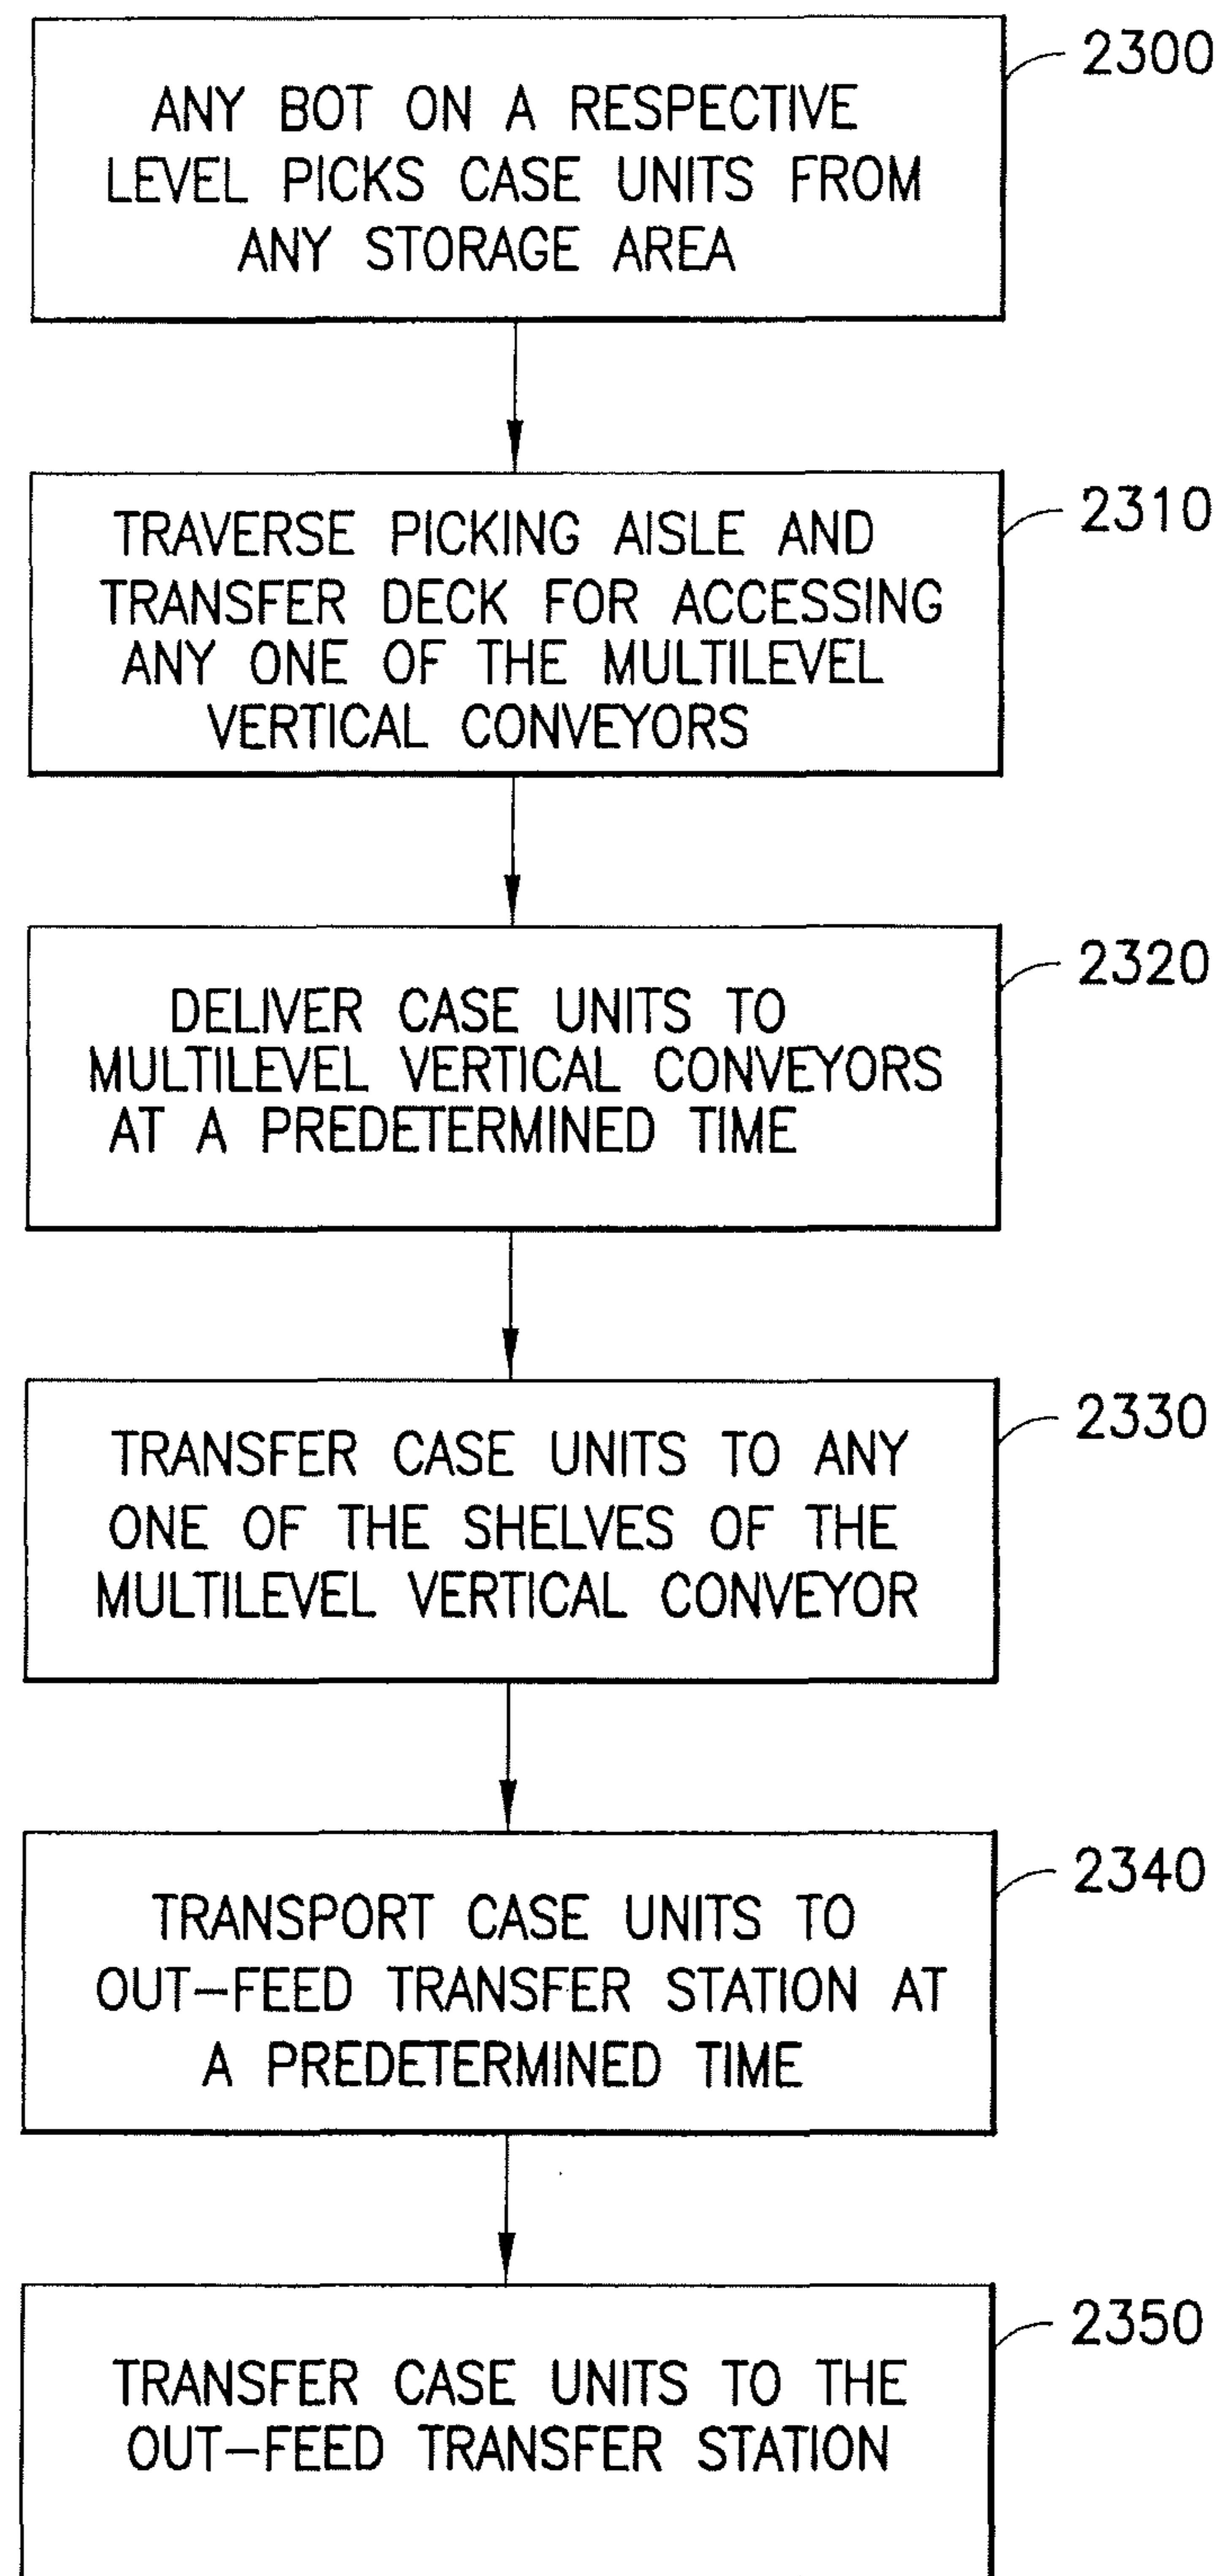 ANY BOT ON A RESPECTIVE
LEVEL PICKS CASE UNITS FROM
ANY STORAGE AREA
2300
TRAVERSE PICKING AISLE AND
TRANSFER DECK FOR ACCESSING
ANY ONE OF THE MULTILEVEL
VERTICAL CONVEYORS
2310
DELIVER CASE UNITS TO
MULTILEVEL VERTICAL CONVEYORS
AT A PREDETERMINED TIME
2320
TRANSFER CASE UNITS TO ANY
ONE OF THE SHELVES OF THE
MULTILEVEL VERTICAL CONVEYOR
2330
TRANSPORT CASE UNITS TO
OUT-FEED TRANSFER STATION AT
A PREDETERMINED TIME
2340
TRANSFER CASE UNITS TO THE
OUT-FEED TRANSFER STATION
2350